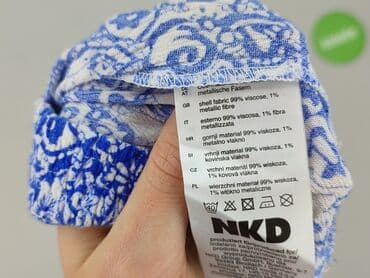 metallische Fasern
GB shell fabric 99% viscose, 1%
metallic fibre
IT esterno 99% viscosa, 1% fibra
metallizzata
HR gornji materijal 99% viskoza, 1%
metalno vlakno
SI vrhnji material 99% viskoza, 1%
kovinska vlakna
CZ vrchní materiál 99% viskóza,
1% kovová vlákna
PL wierzchni materiał 99% wiskoza,
1% włókno metaliczne
NKD